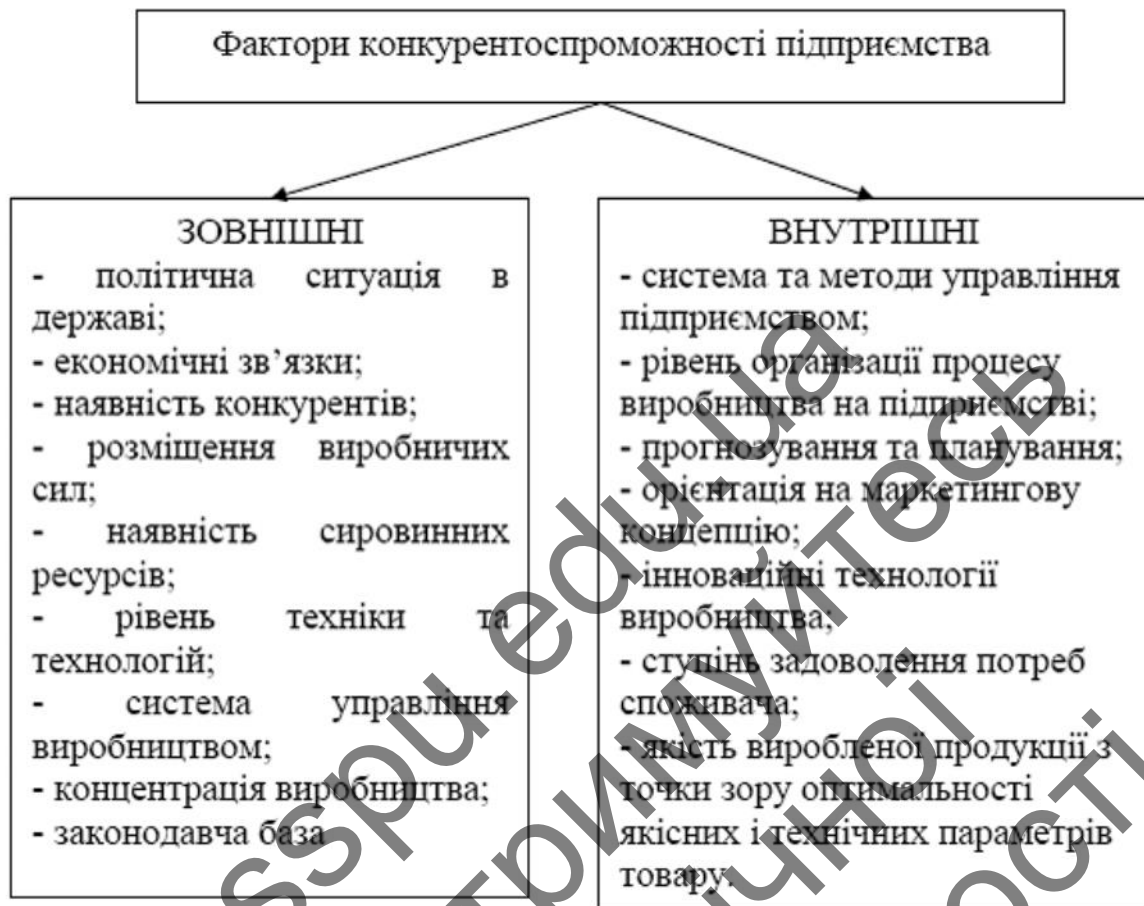 Фактори конкурентоспроможності підприємства
ЗОВНІШНІ
- політична ситуація в
державі;
- економічні зв’язки;
- наявність конкурентів;
- розміщення виробничих
сил;
- наявність сировинних
ресурсів;
- рівень техніки та
технологій;
- система управління
виробництвом;
- концентрація виробництва;
- законодавча база
ВНУТРІШНІ
- система та методи управління
підприємством;
- рівень організації процесу
виробництва на підприємстві;
- прогнозування та планування;
- орієнтація на маркетингову
концепцію;
- інноваційні технології
виробництва;
- ступінь задоволення потреб
споживача;
- якість виробленої продукції з
точки зору оптимальності
якісних і технічних параметрів
товару.
sspu.edu.ua